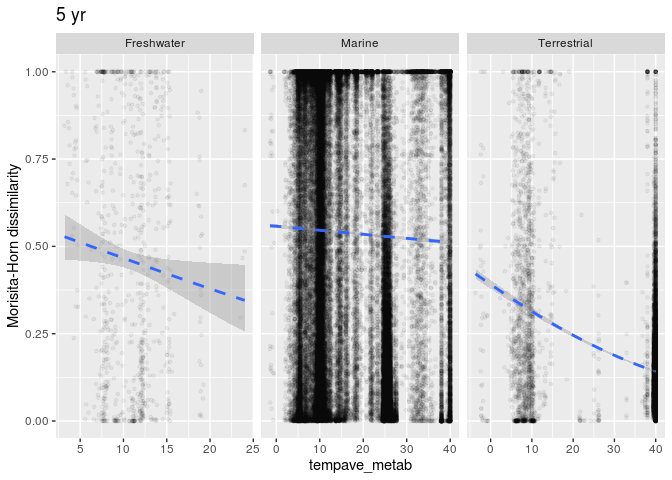 5 yr
Freshwater Marine Terrestrial
Morisita-Horn dissimilarity
1.00
0.75
0.50
0.25
0.00
5 10 15 20 25 0 10 20 30 40 0 10 20 30 40
tempave_metab